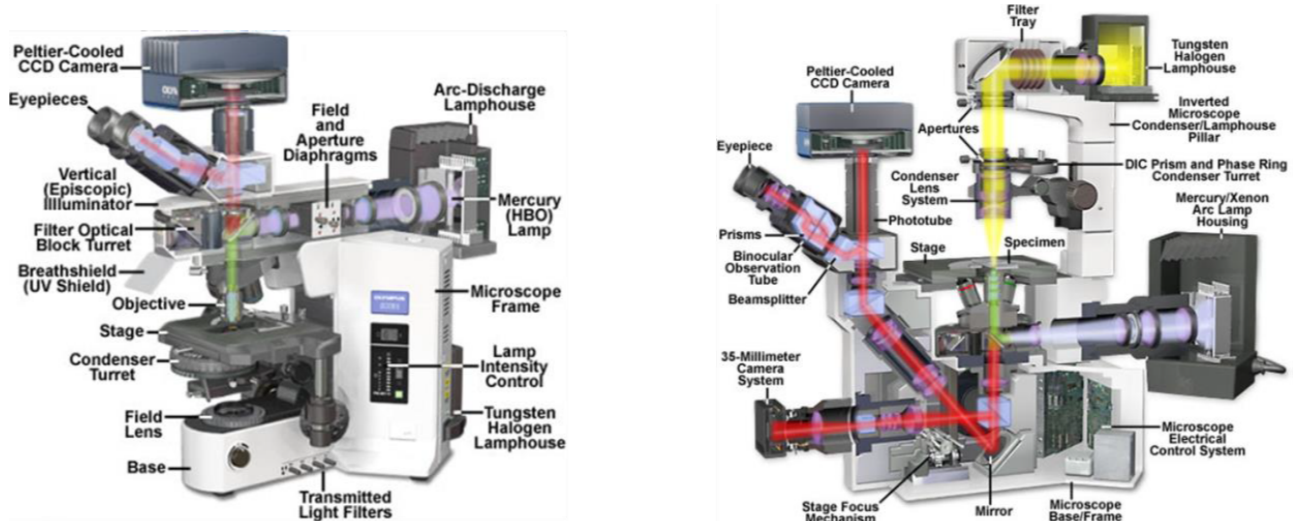 Peltier-Cooled
CCD Camera
Eyepieces
Vertical
(Episcopic)
Illluminator
Filter Optical
Block Turret
Breathshield
(UV Shield)
Objective
Stage
Condenser
Turret
Field
Lens
Base
Field
and
Aperture
Diaphragms
Arc-Discharge
Lamphouse
Mercury
(HBO)
Lamp
Microscope
Frame
OLYMPUS
Lamp
Intensity
Control
Tungsten
Halogen
Lamphouse
Transmitted
Light Filters
Filter
Tray
Tungsten
Halogen
Lamphouse
Peltier-Cooled
CCD Camera
Apertures
Inverted
Microscope
Condenser/Lamphouse
Pillar
Eyepiece
Condenser
Lens
System
DIC Prism and Phase Ring
Condenser Turret
Mercury/Xenon
Arc Lamp
Housing
Phototube
Prisms
Binocular
Observation
Tube
Beamsplitter
Stage
Specimen
35-Millimeter
Camera
System
Microscope
Electrical
Control System
Stage Focus
Mechanism
Mirror
Microscope
Base/Frame